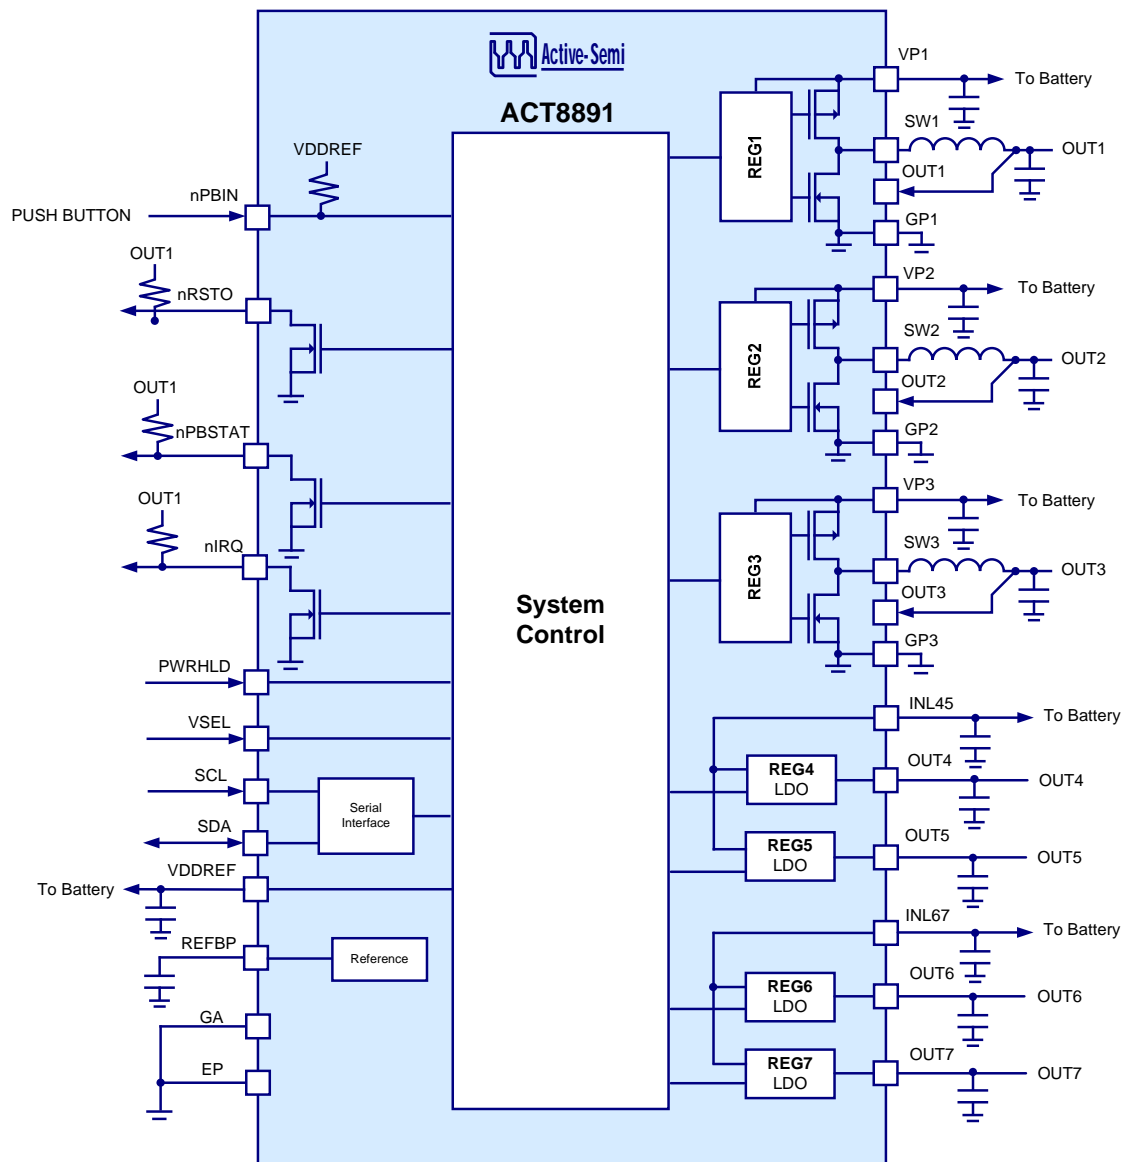 Active-Semi
ACT8891
VDDREF
nPBIN
PUSH BUTTON
OUT1
nRSTO
OUT1
nPBSTAT
OUT1
nIRQ
PWRHLD
VSEL
SCL
SDA
Serial
Interface
VDDREF
To Battery
REFBP
Reference
GA
EP
System
Control
REG1
VP1
To Battery
SW1
OUT1
OUT1
GP1
REG2
VP2
To Battery
SW2
OUT2
OUT2
GP2
REG3
VP3
To Battery
SW3
OUT3
OUT3
GP3
INL45
To Battery
REG4
LDO
OUT4
OUT4
REG5
LDO
OUT5
OUT5
INL67
To Battery
REG6
LDO
OUT6
OUT6
REG7
LDO
OUT7
OUT7